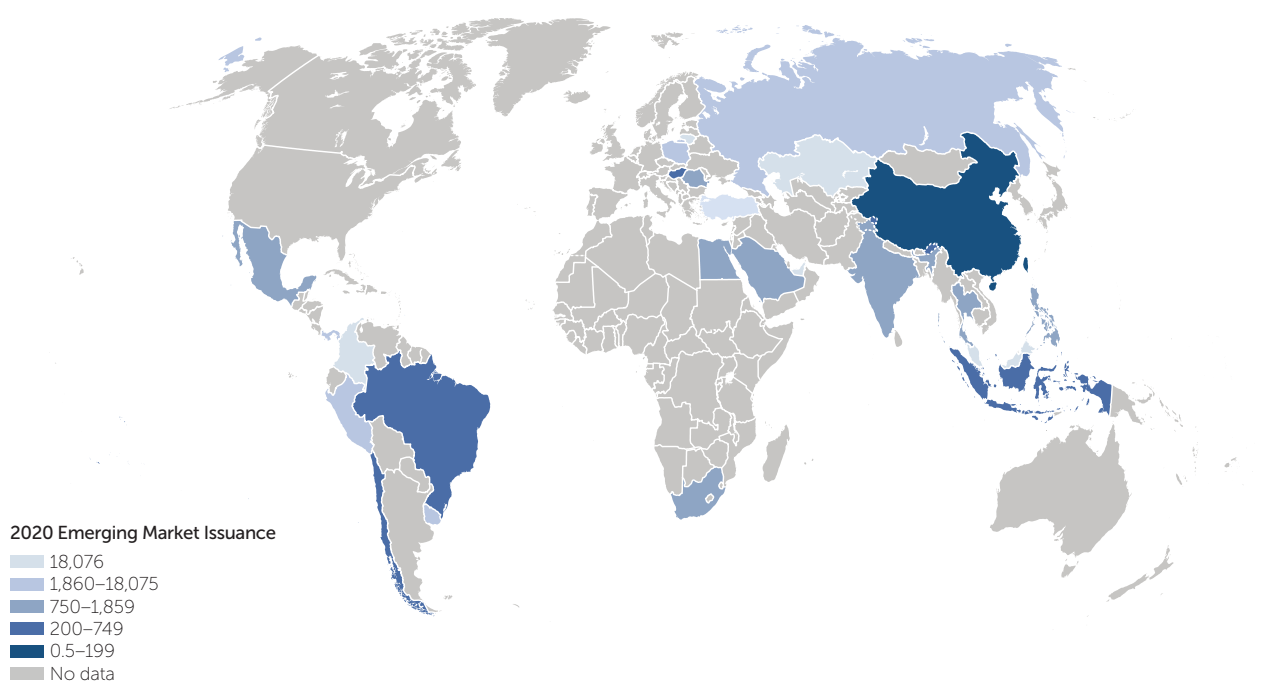 2020 Emerging Market Issuance
18,076
1,860–18,075
750–1,859
200–749
0.5–199
No data